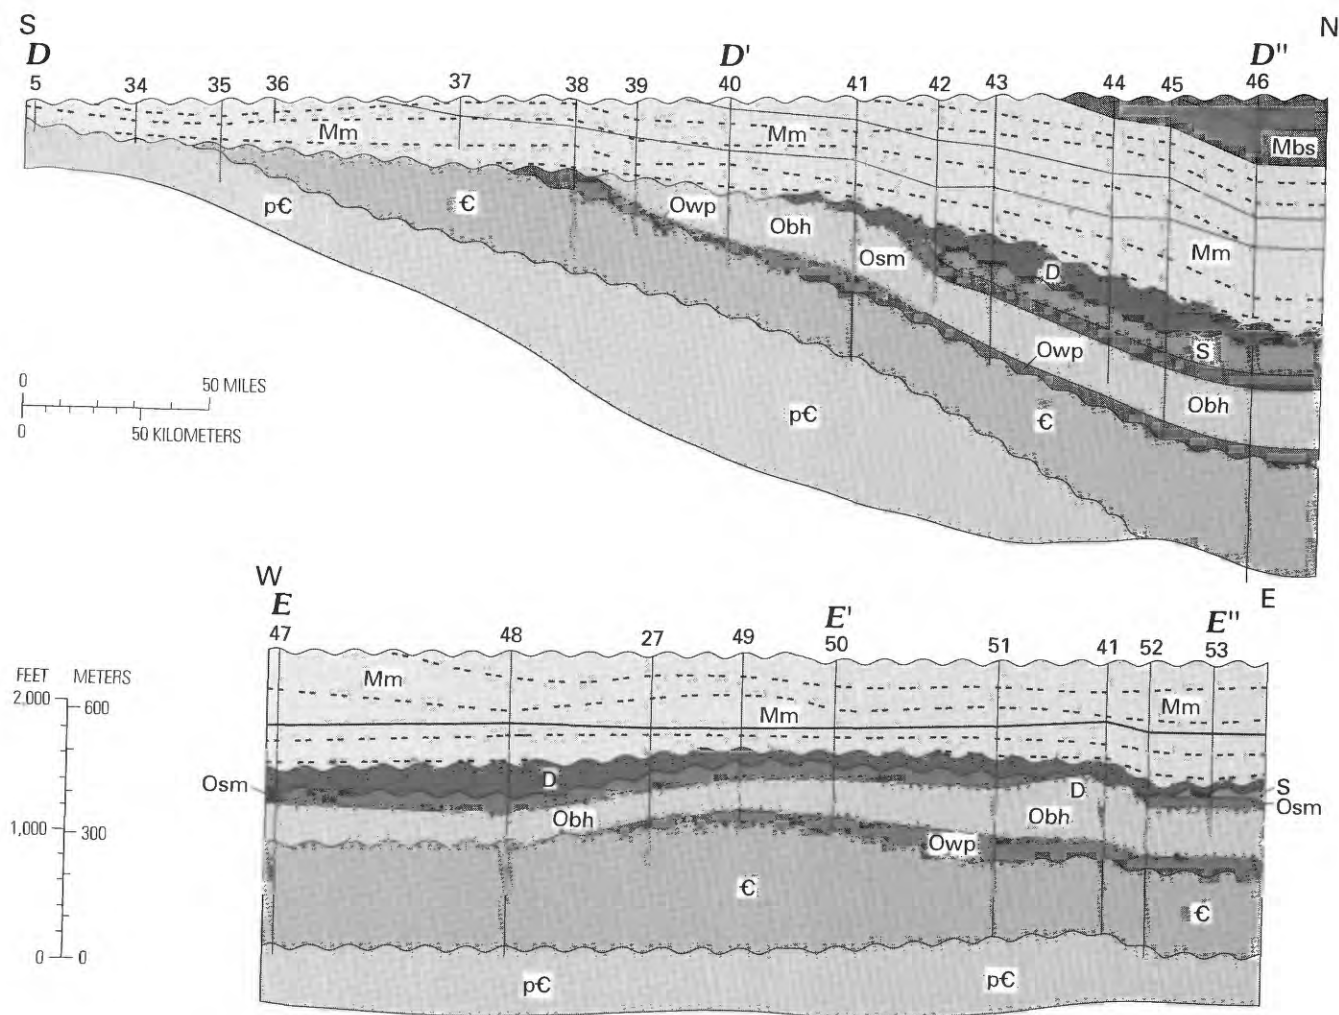 S N
D D' D"
5 34 35 36 37 38 39 40 41 42 43 44 45 46
Mm Mm Mbs
p€ € Owp Obh Osm D Mm
S
Owp Obh
p€ €
0 50 MILES
0 50 KILOMETERS
W E
E E' E"
47 48 27 49 50 51 41 52 53
FEET METERS
2,000 600
1,000 300
0 0
Mm Mm Mm
Osm D D S
Osm
Obh Obh
Owp
€ €
p€ p€